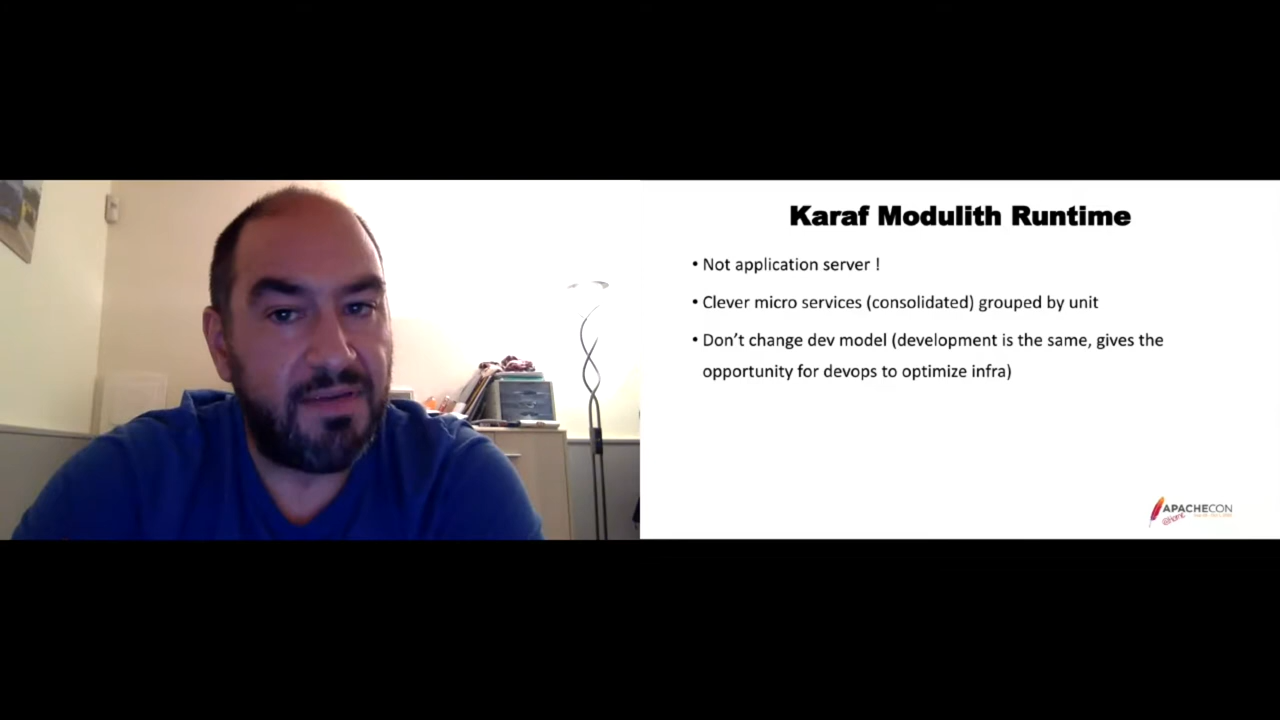 Karaf Modulith Runtime
• Not application server !
• Clever micro services (consolidated) grouped by unit
• Don't change dev model (development is the same, gives the
opportunity for devops to optimize infra)
APACHECON
@home